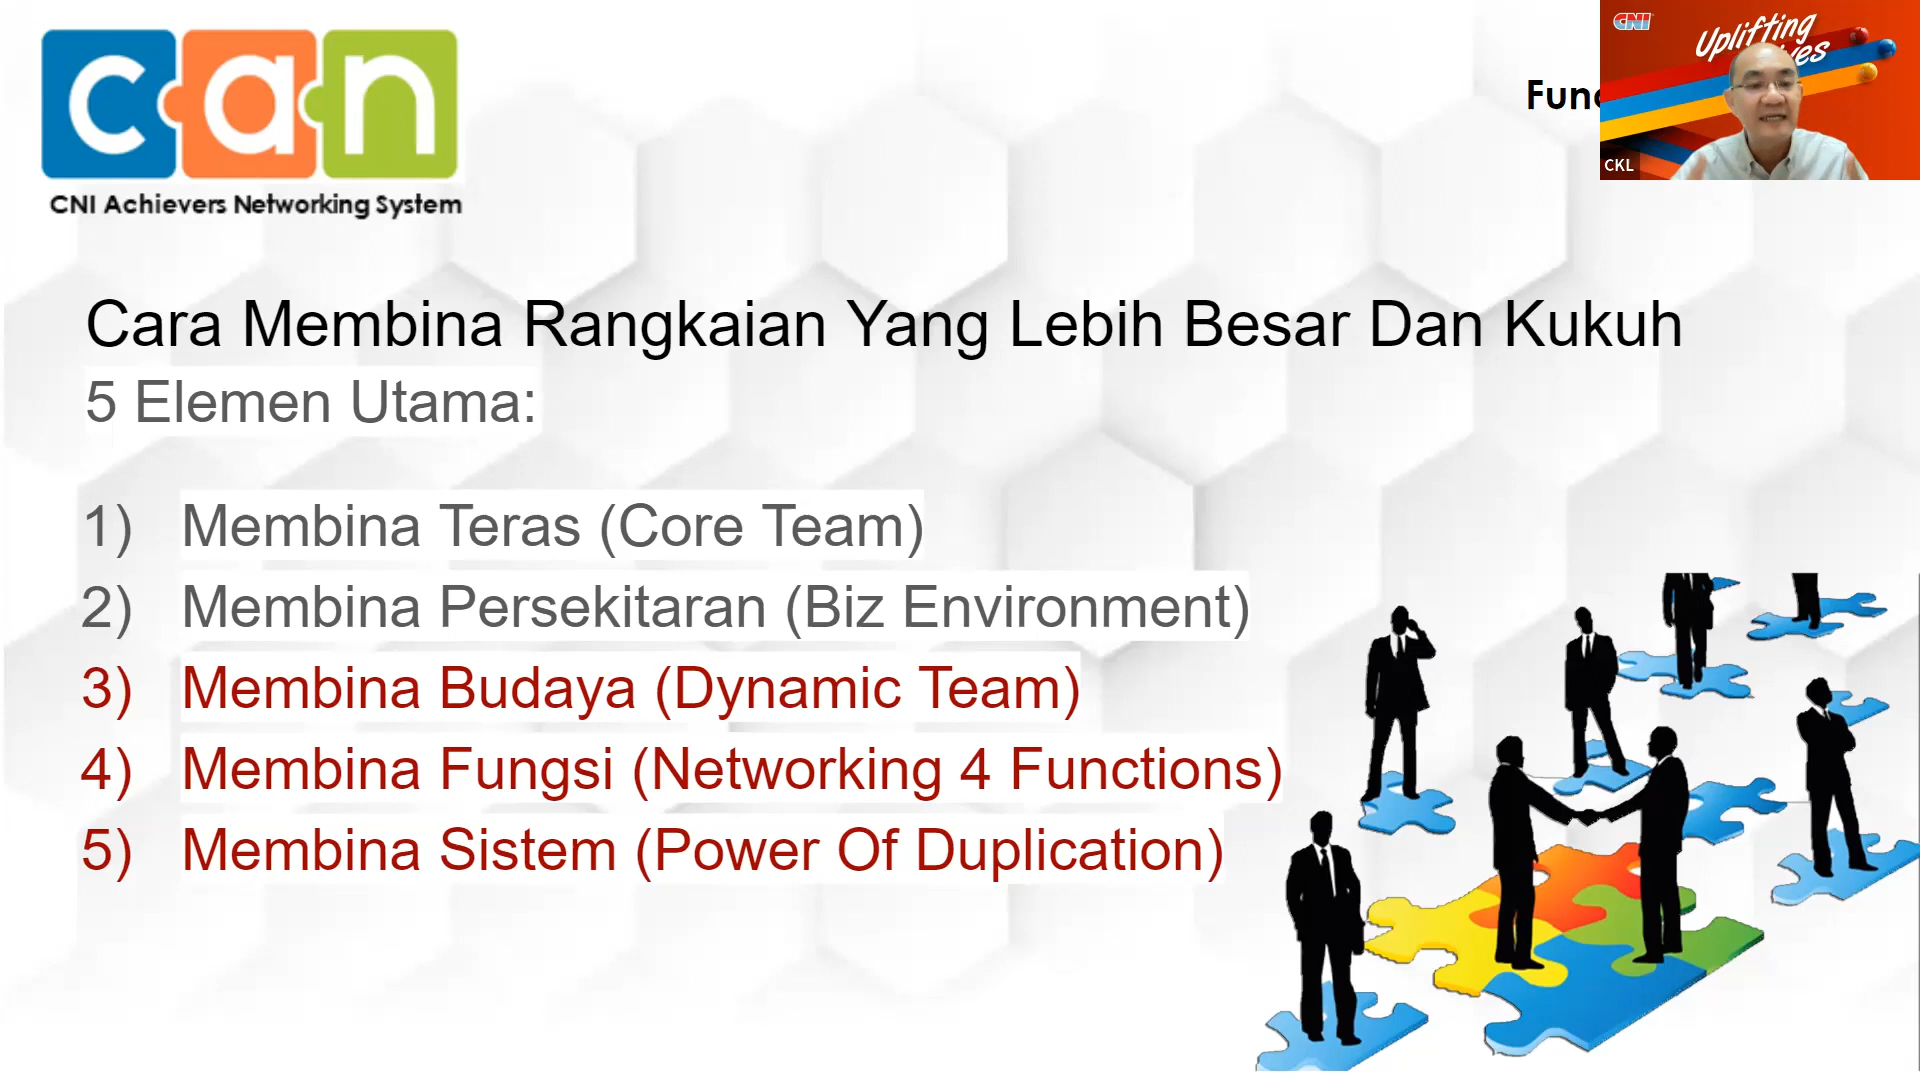 can
CNI Achievers Networking System
CNI
Uplifting
CKL
Cara Membina Rangkaian Yang Lebih Besar Dan Kukuh
5 Elemen Utama:
1) Membina Teras (Core Team)
2) Membina Persekitaran (Biz Environment)
3) Membina Budaya (Dynamic Team)
4) Membina Fungsi (Networking 4 Functions)
5) Membina Sistem (Power Of Duplication)